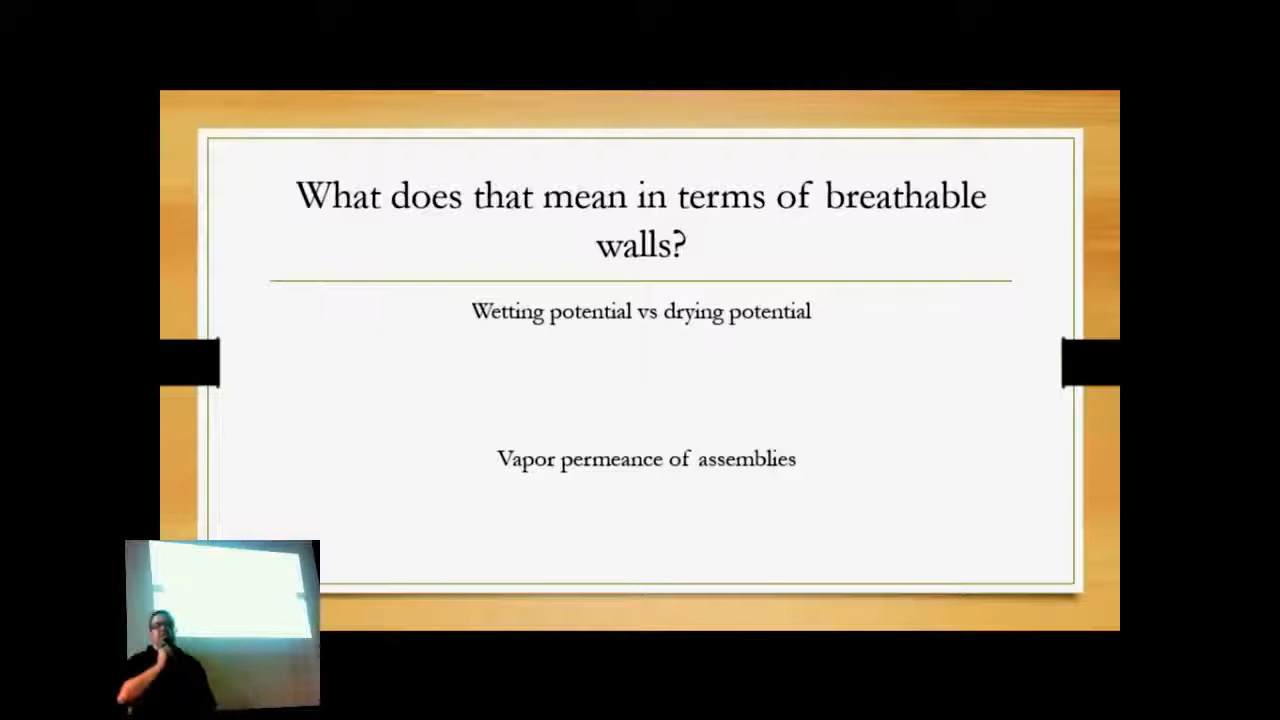 What does that mean in terms of breathable
walls?
Wetting potential vs drying potential
Vapor permeance of assemblies